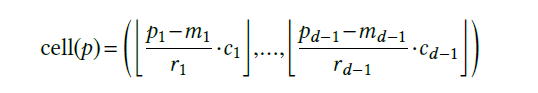 cell(p) = (⌊ (p₁−m₁)/r₁ · c₁ ⌋, ..., ⌊ (p_{d−1}−m_{d−1})/r_{d−1} · c_{d−1} ⌋)